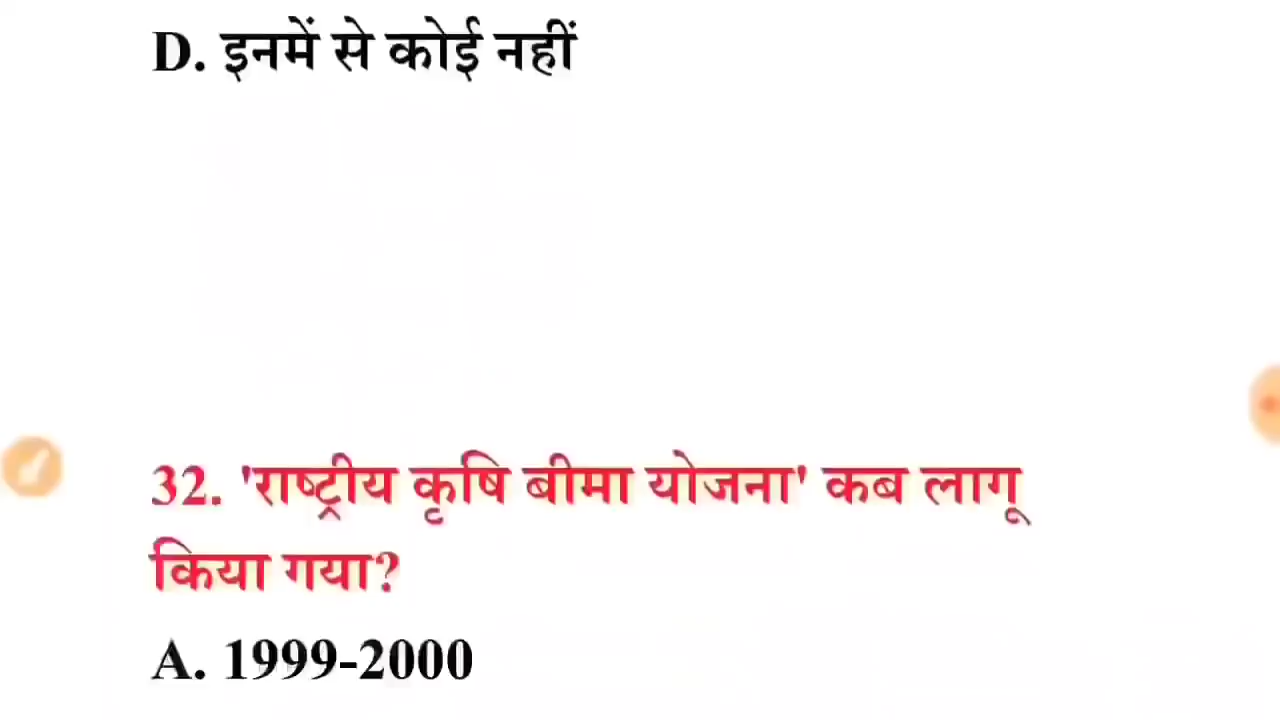 D. इनमें से कोई नहीं
32. 'राष्ट्रीय कृषि बीमा योजना' कब लागू
किया गया?
A. 1999-2000